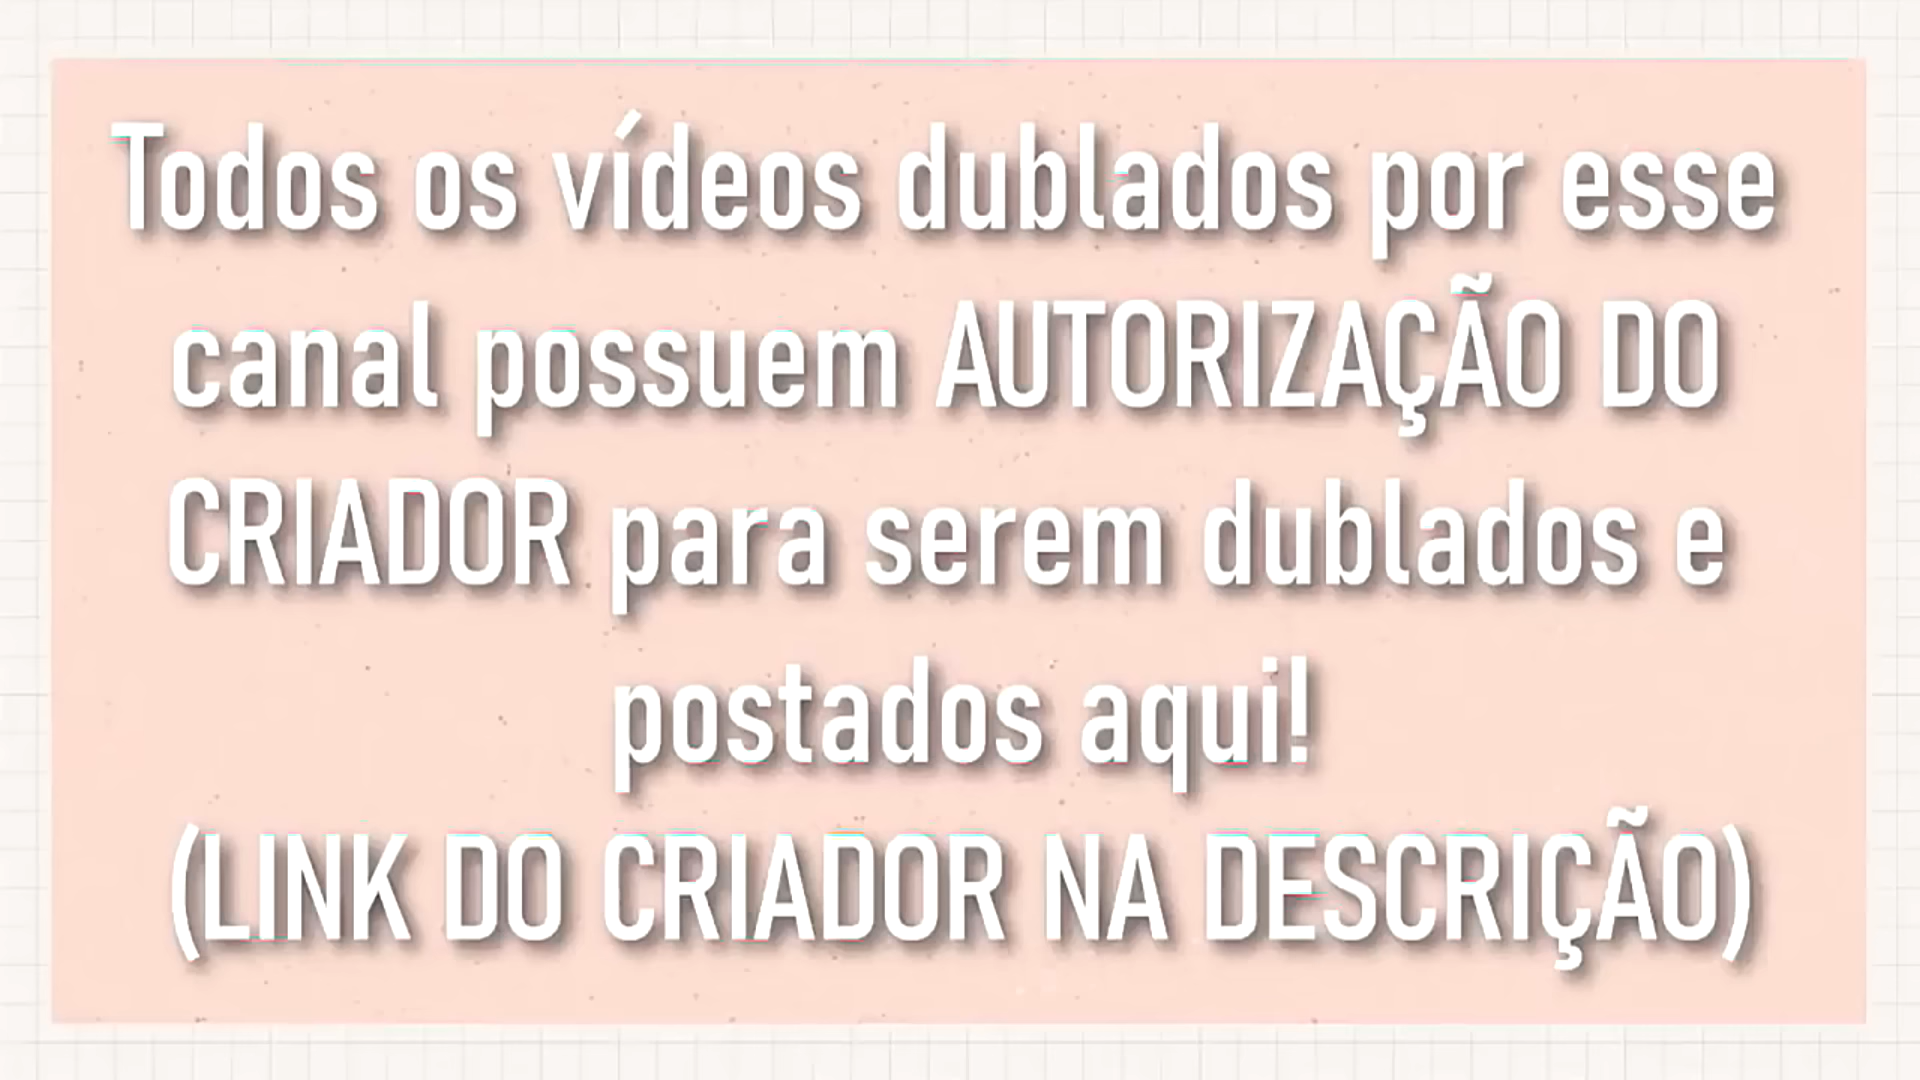 Todos os vídeos dublados por esse
canal possuem AUTORIZAÇÃO DO
CRIADOR para serem dublados e
postados aqui!
(LINK DO CRIADOR NA DESCRIÇÃO)